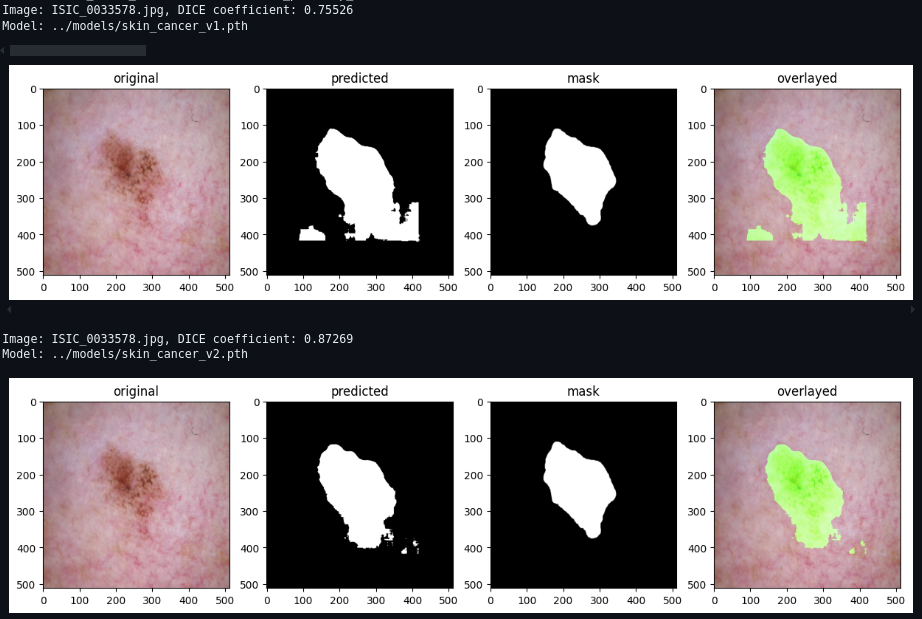 Image: ISIC_0033578.jpg, DICE coefficient: 0.75526
Model: ../models/skin_cancer_v1.pth
original predicted mask overlayed
0 0 0 0
100 100 100 100
200 200 200 200
300 300 300 300
400 400 400 400
500 500 500 500
0 100 200 300 400 500 0 100 200 300 400 500 0 100 200 300 400 500 0 100 200 300 400 500
Image: ISIC_0033578.jpg, DICE coefficient: 0.87269
Model: ../models/skin_cancer_v2.pth
original predicted mask overlayed
0 0 0 0
100 100 100 100
200 200 200 200
300 300 300 300
400 400 400 400
500 500 500 500
0 100 200 300 400 500 0 100 200 300 400 500 0 100 200 300 400 500 0 100 200 300 400 500